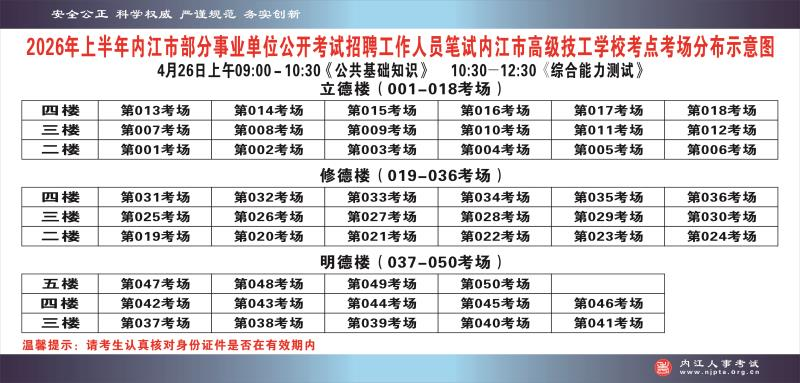 安全公正 科学权威 严谨规范 务实创新
2026年上半年内江市部分事业单位公开考试招聘工作人员笔试内江市高级技工学校考点考场分布示意图
4月26日上午09:00-10:30《公共基础知识》 10:30—12:30《综合能力测试》
立德楼（001-018考场）
四楼 第013考场 第014考场 第015考场 第016考场 第017考场 第018考场
三楼 第007考场 第008考场 第009考场 第010考场 第011考场 第012考场
二楼 第001考场 第002考场 第003考场 第004考场 第005考场 第006考场
修德楼（019-036考场）
四楼 第031考场 第032考场 第033考场 第034考场 第035考场 第036考场
三楼 第025考场 第026考场 第027考场 第028考场 第029考场 第030考场
二楼 第019考场 第020考场 第021考场 第022考场 第023考场 第024考场
明德楼（037-050考场）
五楼 第047考场 第048考场 第049考场 第050考场
四楼 第042考场 第043考场 第044考场 第045考场 第046考场
三楼 第037考场 第038考场 第039考场 第040考场 第041考场
温馨提示：请考生认真核对身份证件是否在有效期内
内江人事考试
www.njpta.org.cn